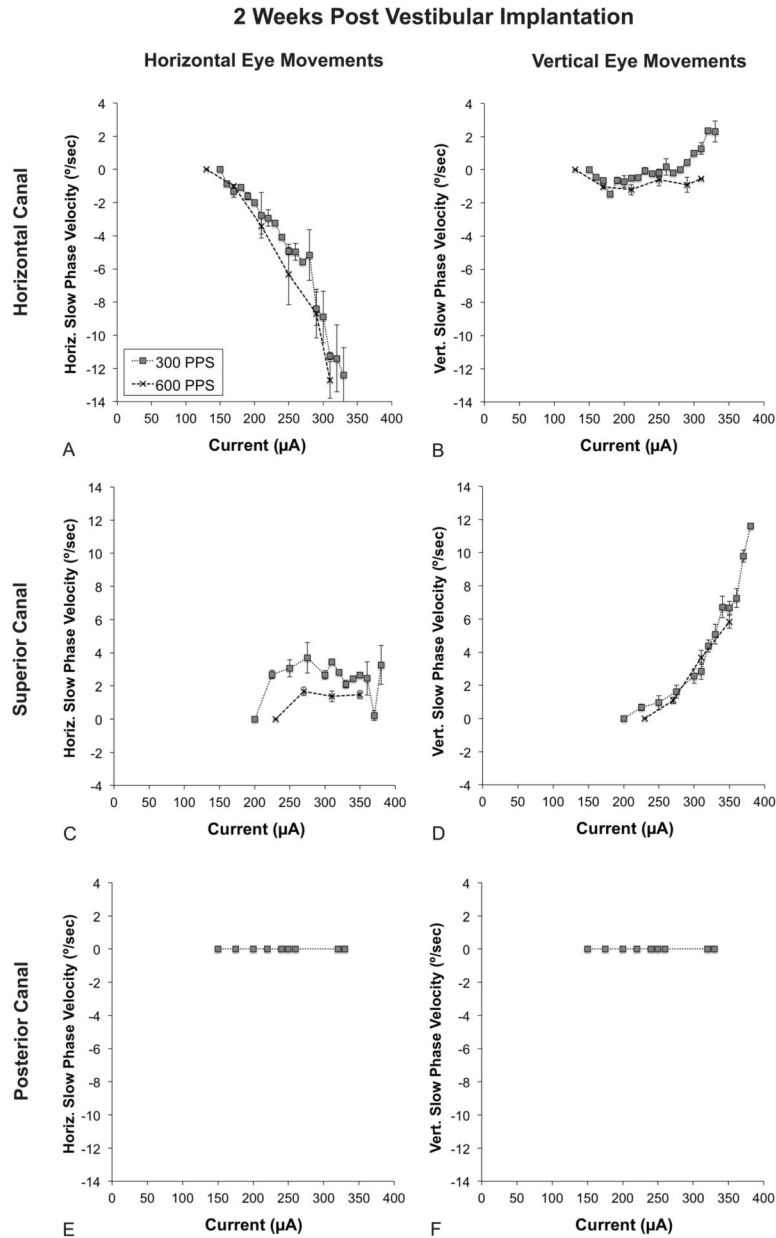 2 Weeks Post Vestibular Implantation
Horizontal Eye Movements
Vertical Eye Movements
Horizontal Canal
Horiz. Slow Phase Velocity (º/sec)
4
2
0
-2
-4
-6
-8
-10
-12
-14
300 PPS
600 PPS
0 50 100 150 200 250 300 350 400
Current (µA)
A
Vert. Slow Phase Velocity (º/sec)
4
2
0
-2
-4
-6
-8
-10
-12
-14
0 50 100 150 200 250 300 350 400
Current (µA)
B
Superior Canal
Horiz. Slow Phase Velocity (º/sec)
14
12
10
8
6
4
2
0
-2
-4
0 50 100 150 200 250 300 350 400
Current (µA)
C
Vert. Slow Phase Velocity (º/sec)
14
12
10
8
6
4
2
0
-2
-4
0 50 100 150 200 250 300 350 400
Current (µA)
D
Posterior Canal
Horiz. Slow Phase Velocity (º/sec)
4
2
0
-2
-4
-6
-8
-10
-12
-14
0 50 100 150 200 250 300 350 400
Current (µA)
E
Vert. Slow Phase Velocity (º/sec)
4
2
0
-2
-4
-6
-8
-10
-12
-14
0 50 100 150 200 250 300 350 400
Current (µA)
F